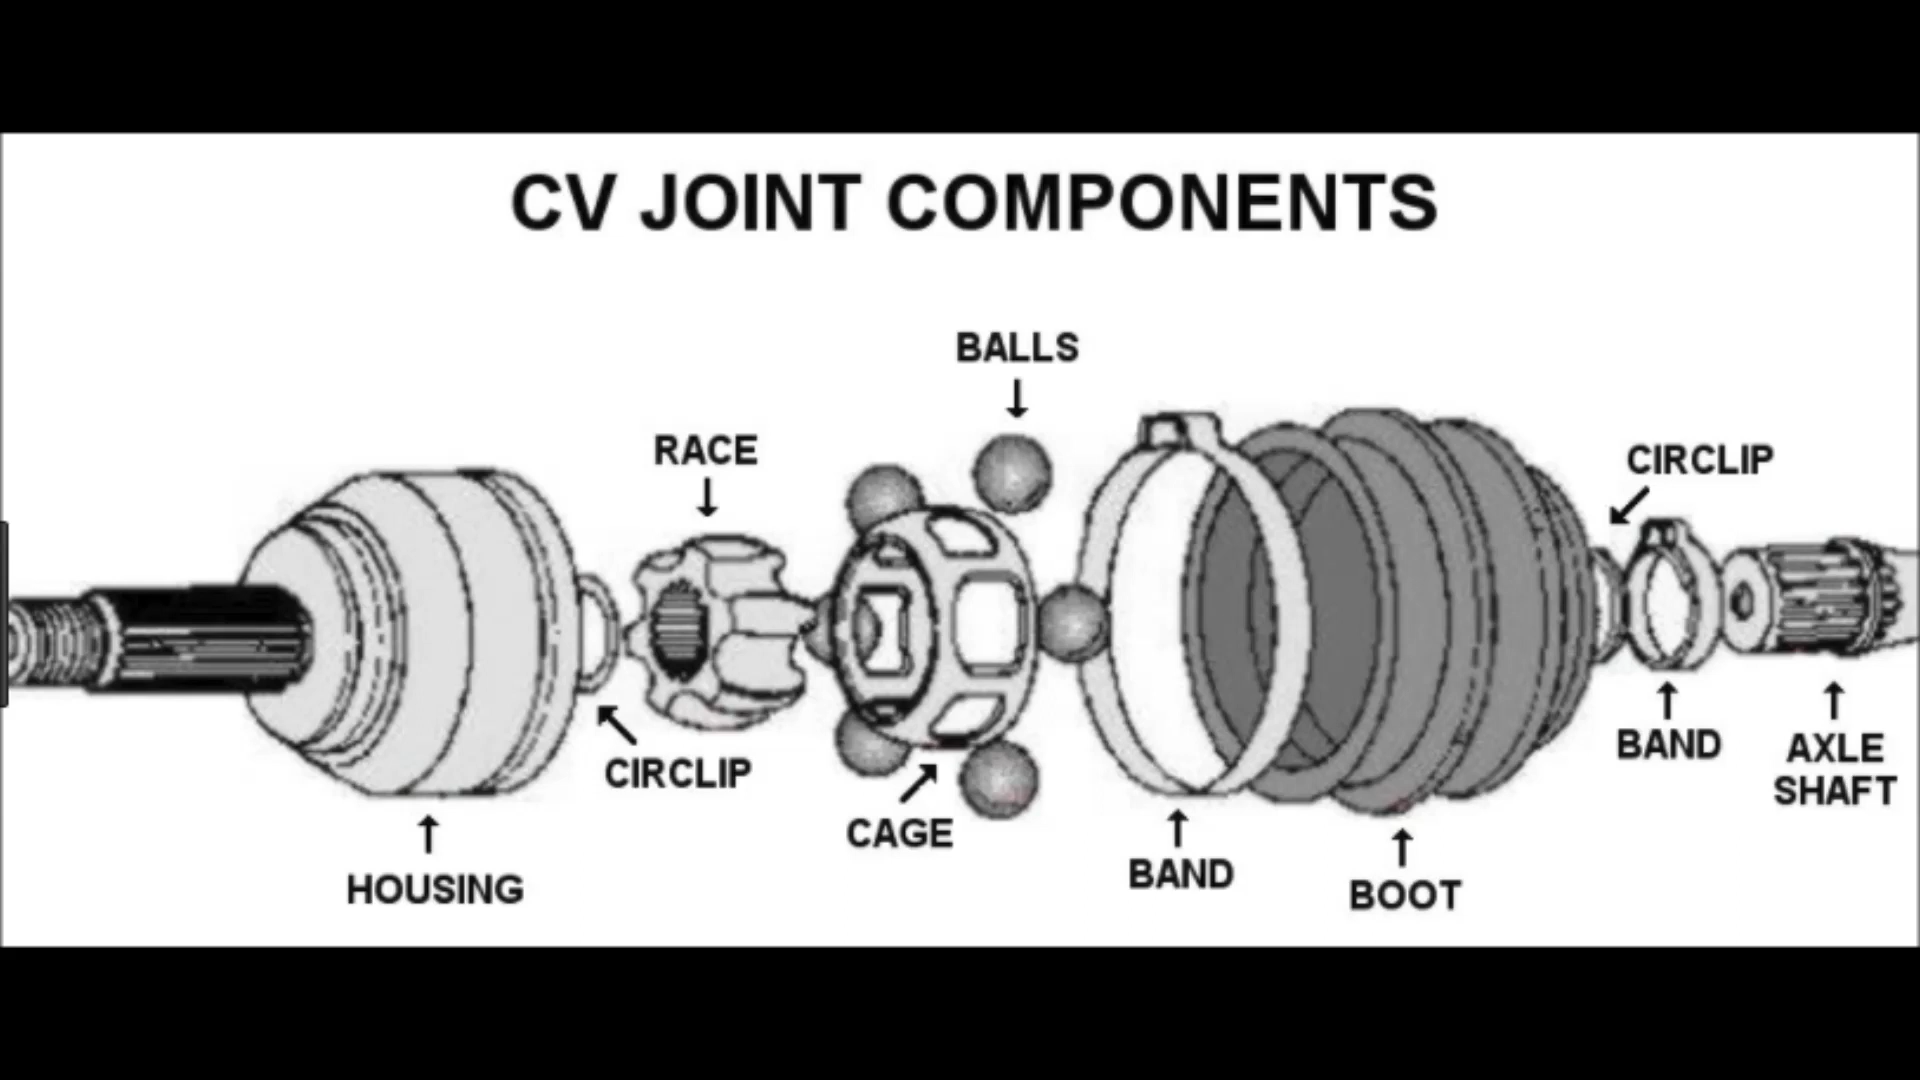 CV JOINT COMPONENTS
BALLS
RACE
CIRCLIP
CIRCLIP
BAND
AXLE
SHAFT
CAGE
BAND
BOOT
HOUSING